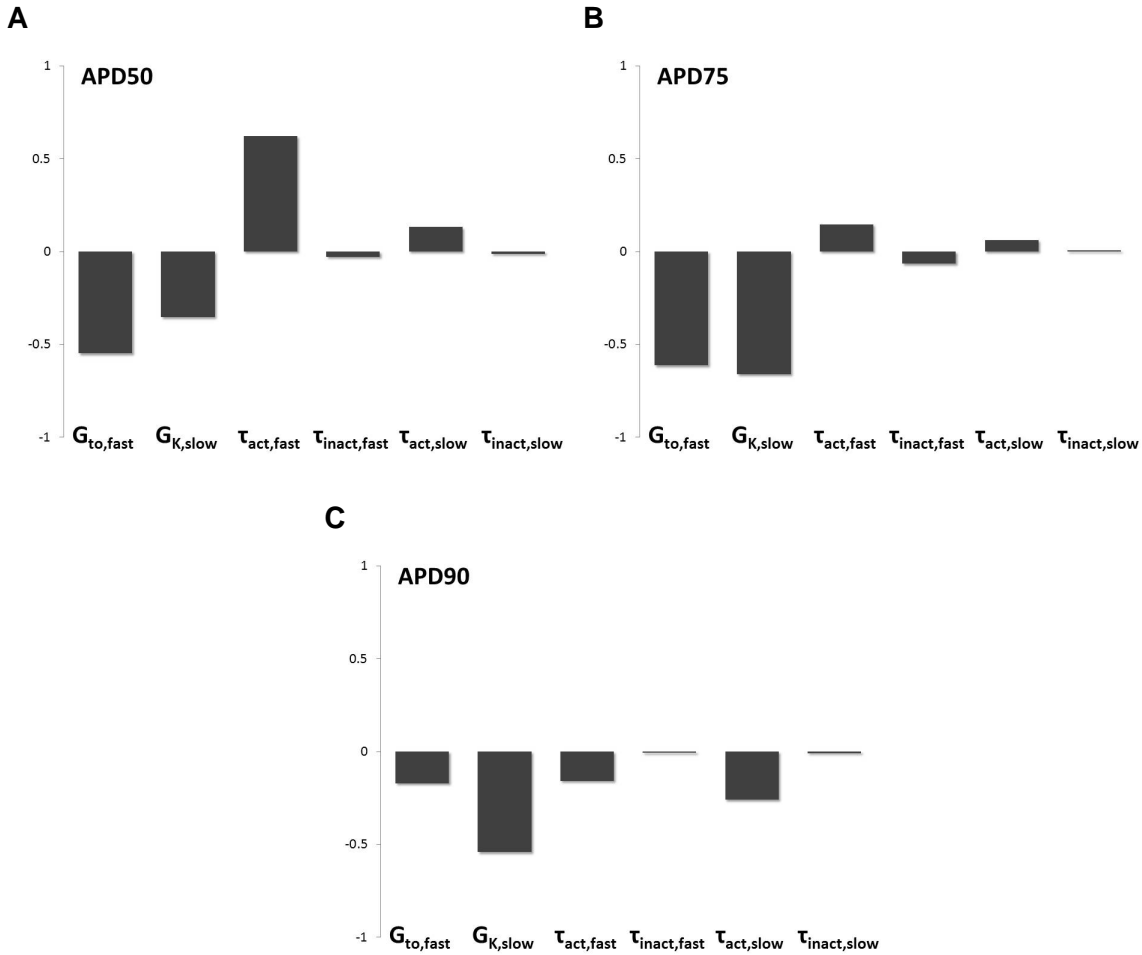 A
APD50
1
0.5
0
-0.5
-1
Gto,fast GK,slow τact,fast τinact,fast τact,slow τinact,slow
B
APD75
1
0.5
0
-0.5
-1
Gto,fast GK,slow τact,fast τinact,fast τact,slow τinact,slow
C
APD90
1
0.5
0
-0.5
-1
Gto,fast GK,slow τact,fast τinact,fast τact,slow τinact,slow